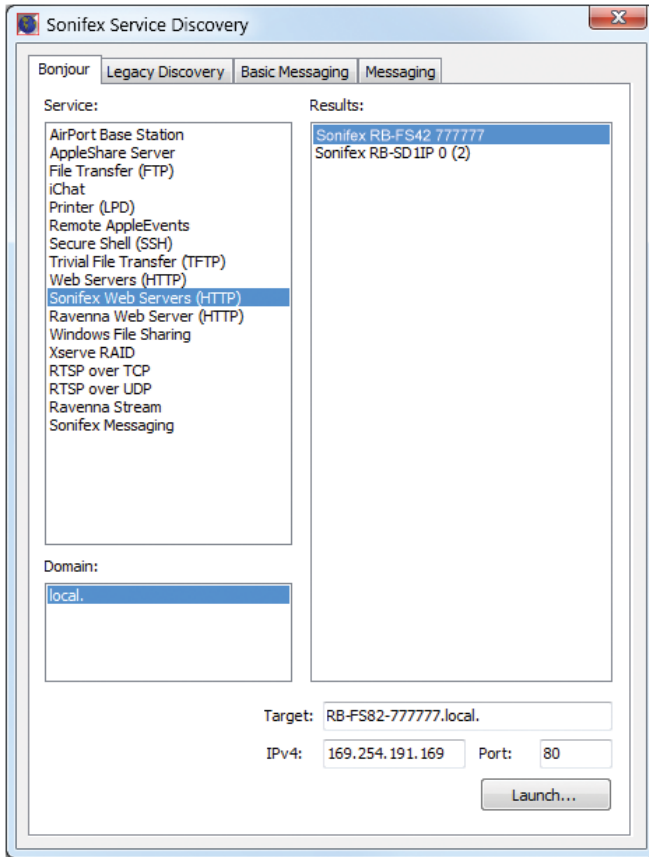 Sonifex Service Discovery
Bonjour
Legacy Discovery
Basic Messaging
Messaging
Service:
AirPort Base Station
AppleShare Server
File Transfer (FTP)
iChat
Printer (LPD)
Remote AppleEvents
Secure Shell (SSH)
Trivial File Transfer (TFTP)
Web Servers (HTTP)
Sonifex Web Servers (HTTP)
Ravenna Web Server (HTTP)
Windows File Sharing
Xserve RAID
RTSP over TCP
RTSP over UDP
Ravenna Stream
Sonifex Messaging
Domain:
local.
Results:
Sonifex RB-FS42 777777
Sonifex RB-SD1IP 0 (2)
Target: RB-FS82-777777.local.
IPv4: 169.254.191.169 Port: 80
Launch...